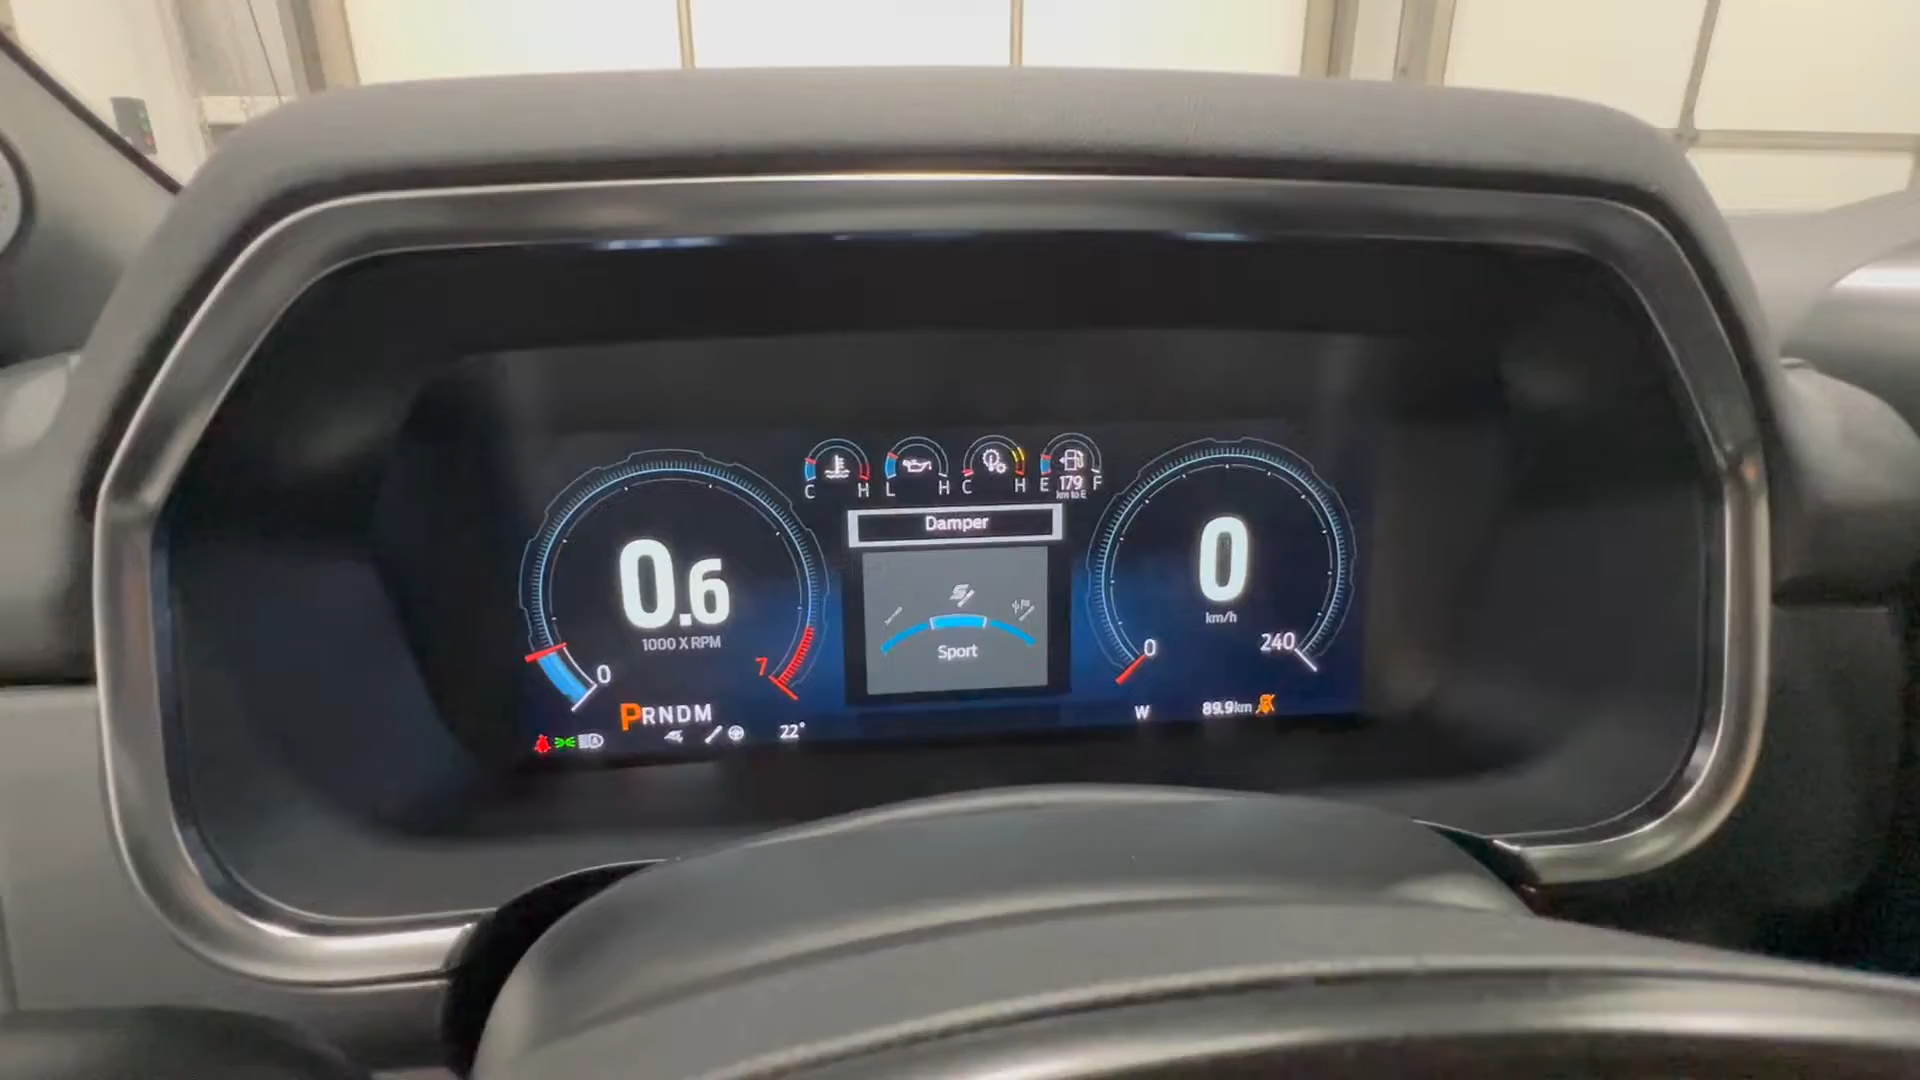 C H L H C H E 179 F
km to E
Damper
0.6
1000 X RPM
0
7
S
Sport
0
km/h
0
240
PRNDM
22°
W
89.9km